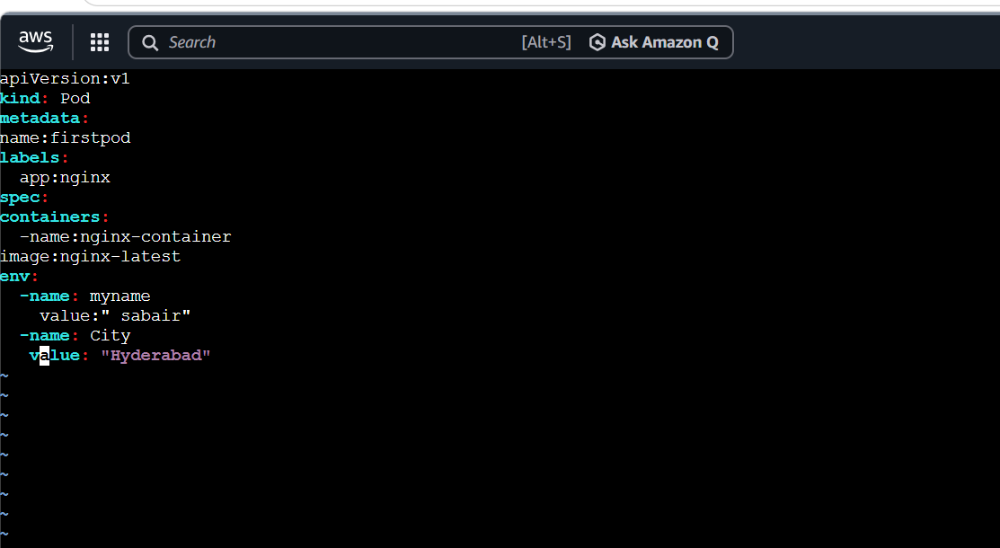 aws
Search [Alt+S] Ask Amazon Q
apiVersion:v1
kind: Pod
metadata:
name:firstpod
labels:
  app:nginx
spec:
containers:
  -name:nginx-container
image:nginx-latest
env:
  -name: myname
    value:" sabair"
  -name: City
   value: "Hyderabad"
~
~
~
~
~
~
~
~
~